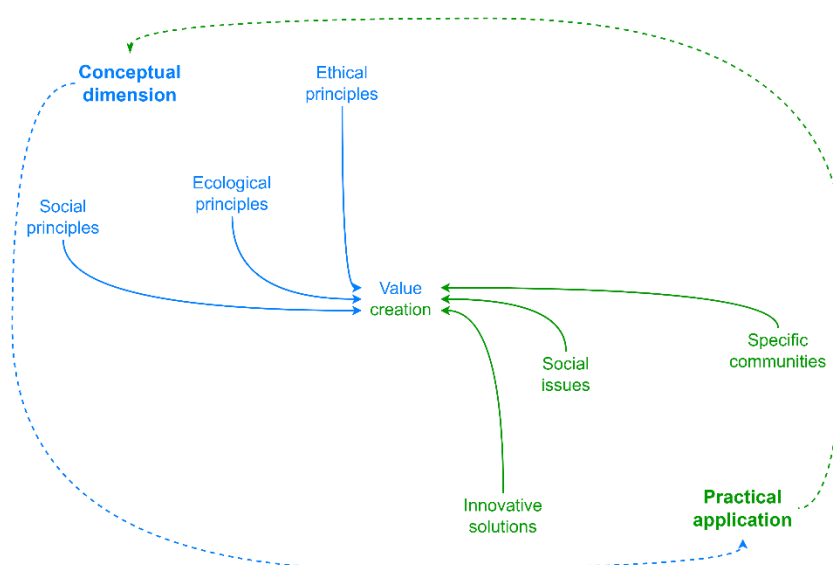 Conceptual
dimension
Ethical
principles
Ecological
principles
Social
principles
Value
creation
Specific
communities
Social
issues
Innovative
solutions
Practical
application